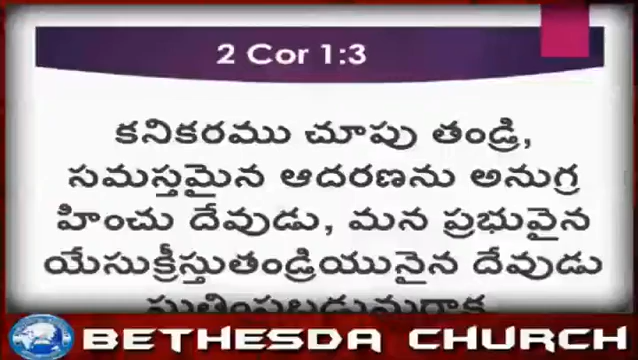 2 Cor 1:3
కనికరము చూపు తండ్రి,
సమస్తమైన ఆదరణను అనుగ్ర
హించు దేవుడు, మన ప్రభువైన
యేసుక్రీస్తుతండ్రియునైన దేవుడు
BETHESDA CHURCH